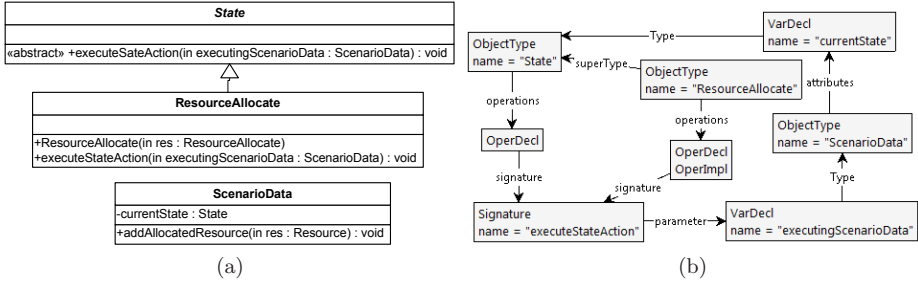 State
«abstract» +executeSateAction(in executingScenarioData : ScenarioData) : void
ResourceAllocate
+ResourceAllocate(in res : ResourceAllocate)
+executeStateAction(in executingScenarioData : ScenarioData) : void
ScenarioData
-currentState : State
+addAllocatedResource(in res : Resource) : void
(a)
VarDecl
name = "currentState"
Type
ObjectType
name = "State"
superType
ObjectType
name = "ResourceAllocate"
attributes
operations
operations
ObjectType
name = "ScenarioData"
OperDecl
OperDecl
OperImpl
signature
signature
Type
Signature
name = "executeStateAction"
parameter
VarDecl
name = "executingScenarioData"
(b)